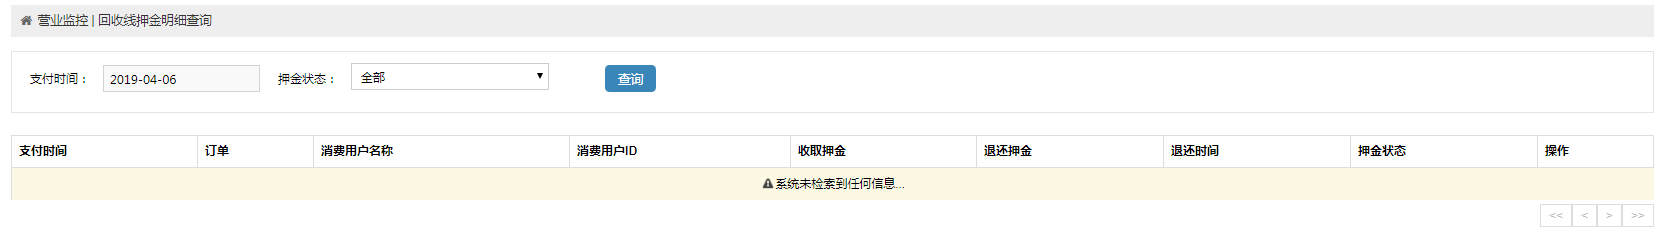 营业监控 | 回收线押金明细查询
支付时间： 2019-04-06 押金状态： 全部 查询
支付时间 订单 消费用户名称 消费用户ID 收取押金 退还押金 退还时间 押金状态 操作
系统未检索到任何信息...
<< < > >>